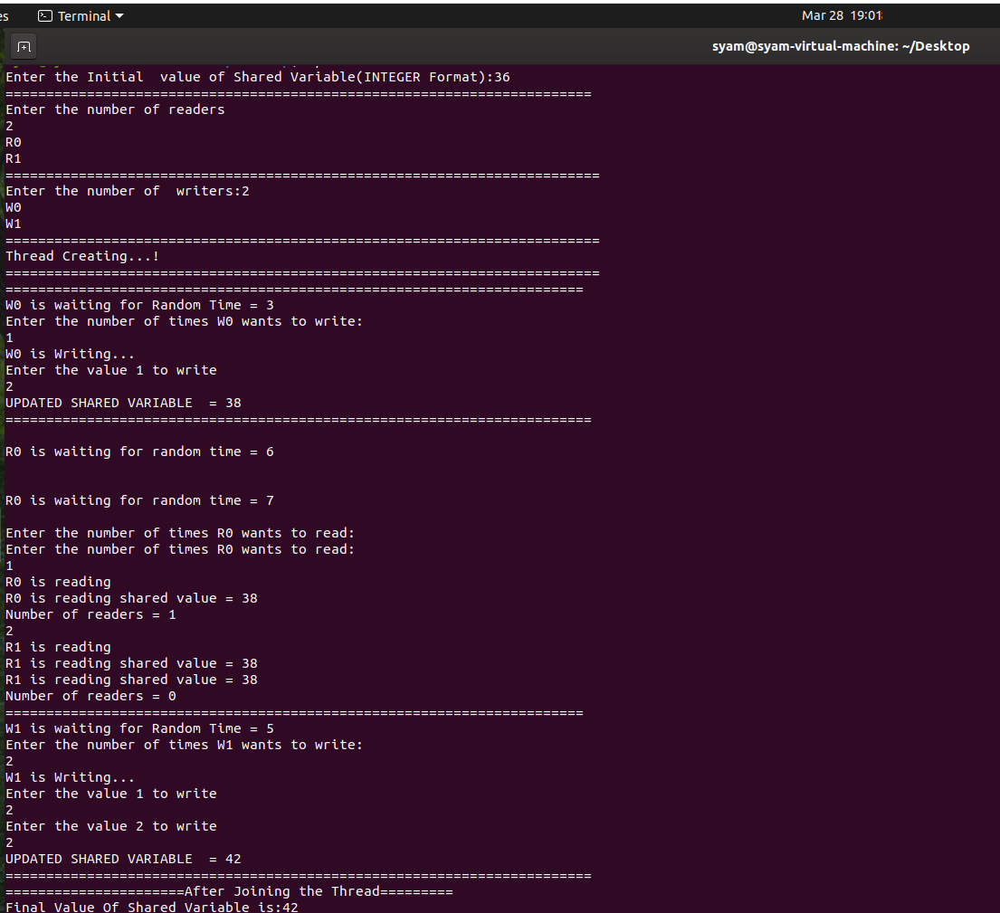 es
Terminal
Mar 28 19:01
syam@syam-virtual-machine: ~/Desktop
Enter the Initial  value of Shared Variable(INTEGER Format):36
========================================================================
Enter the number of readers
2
R0
R1
=========================================================================
Enter the number of  writers:2
W0
W1
=========================================================================
Thread Creating...!
=========================================================================
=======================================================================
W0 is waiting for Random Time = 3
Enter the number of times W0 wants to write:
1
W0 is Writing...
Enter the value 1 to write
2
UPDATED SHARED VARIABLE  = 38
========================================================================
R0 is waiting for random time = 6
R0 is waiting for random time = 7
Enter the number of times R0 wants to read:
Enter the number of times R0 wants to read:
1
R0 is reading
R0 is reading shared value = 38
Number of readers = 1
2
R1 is reading
R1 is reading shared value = 38
R1 is reading shared value = 38
Number of readers = 0
=======================================================================
W1 is waiting for Random Time = 5
Enter the number of times W1 wants to write:
2
W1 is Writing...
Enter the value 1 to write
2
Enter the value 2 to write
2
UPDATED SHARED VARIABLE  = 42
========================================================================
======================After Joining the Thread=========
Final Value Of Shared Variable is:42